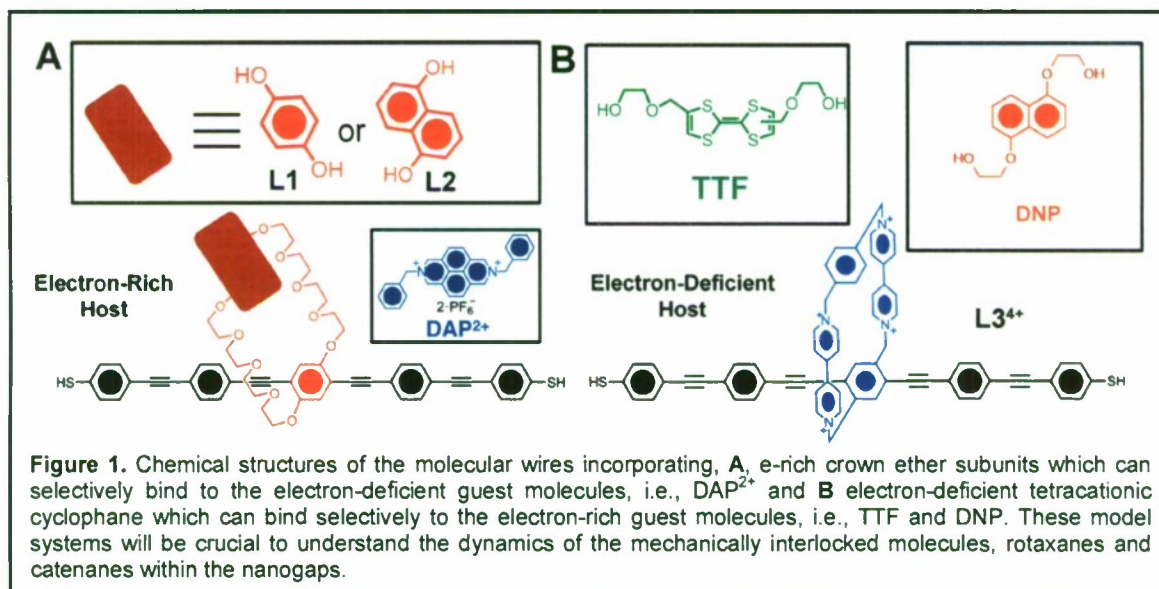 A
HO
OH
or
OH
HO
L1
L2
Electron-Rich
Host
O
O
O
O
O
O
O
O
N
+
N
+
2·PF₆⁻
DAP²⁺
HS
SH
B
HO
O
S
S
S
S
O
OH
TTF
O
OH
HO
O
DNP
Electron-Deficient
Host
N
+
N
+
N
+
N
+
L3⁴⁺
HS
SH
Figure 1. Chemical structures of the molecular wires incorporating, A, e-rich crown ether subunits which can
selectively bind to the electron-deficient guest molecules, i.e., DAP²⁺ and B electron-deficient tetracationic
cyclophane which can bind selectively to the electron-rich guest molecules, i.e., TTF and DNP. These model
systems will be crucial to understand the dynamics of the mechanically interlocked molecules, rotaxanes and
catenanes within the nanogaps.